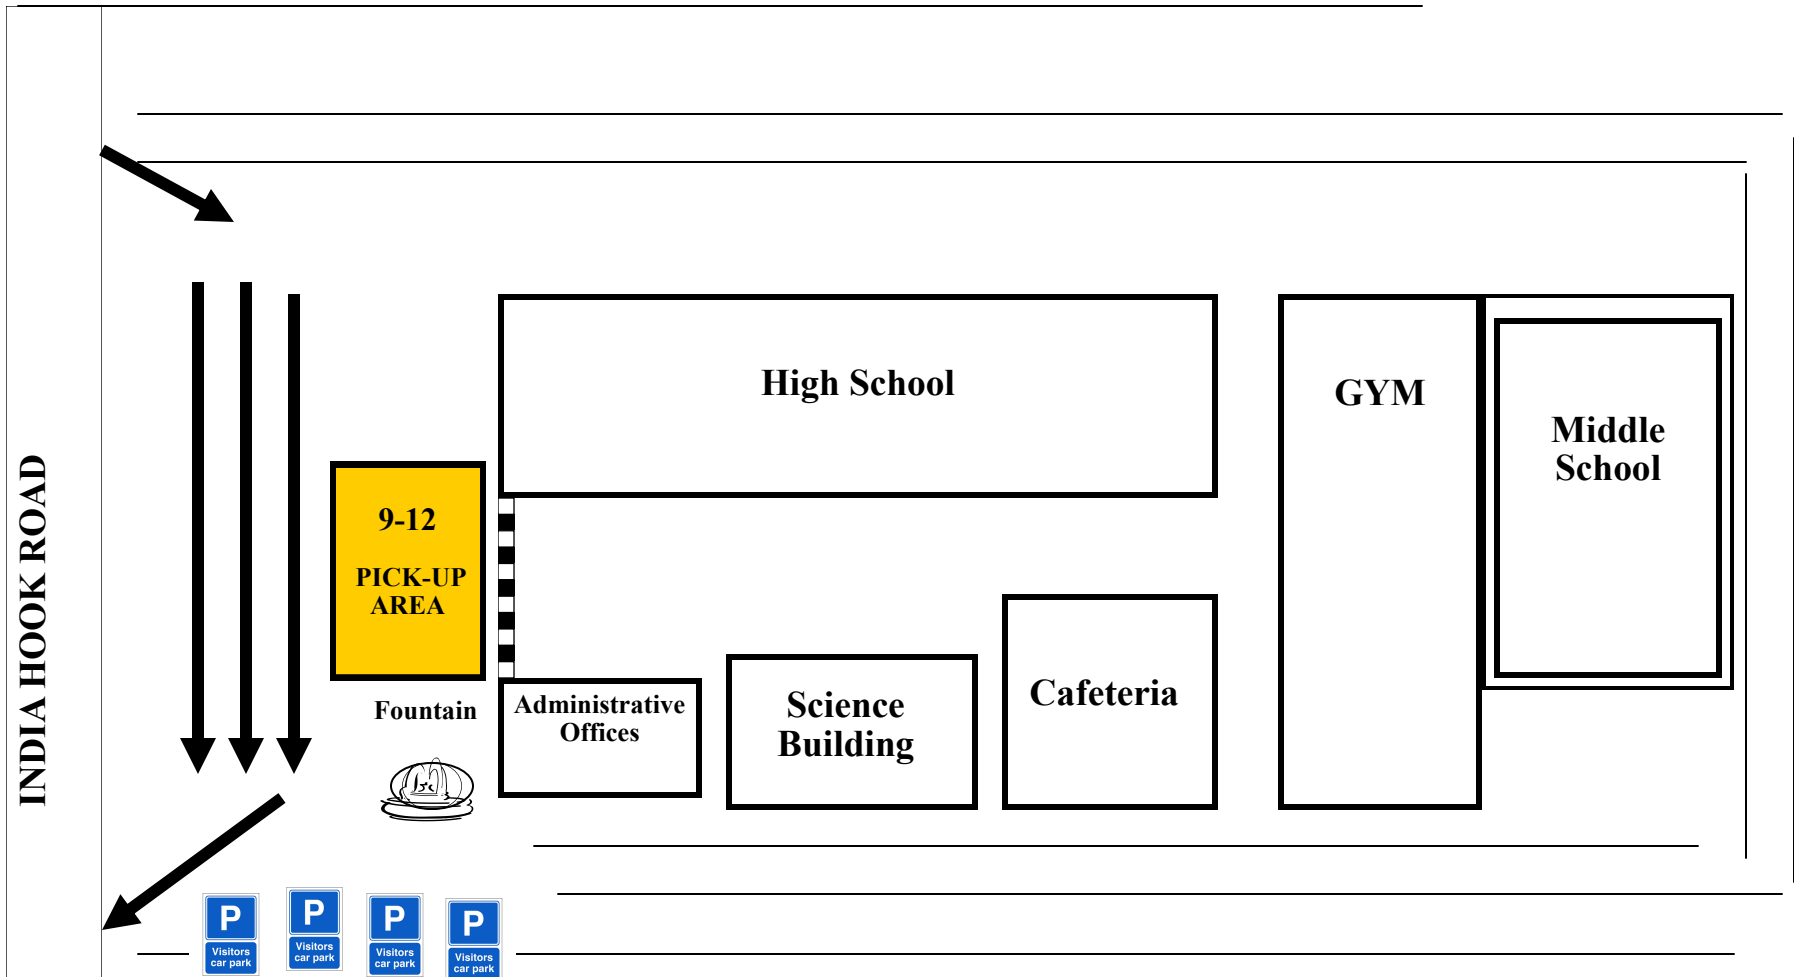 INDIA HOOK ROAD
High School
GYM
Middle
School
9-12
PICK-UP
AREA
Fountain
Administrative
Offices
Science
Building
Cafeteria
P
Visitors
car park
P
Visitors
car park
P
Visitors
car park
P
Visitors
car park